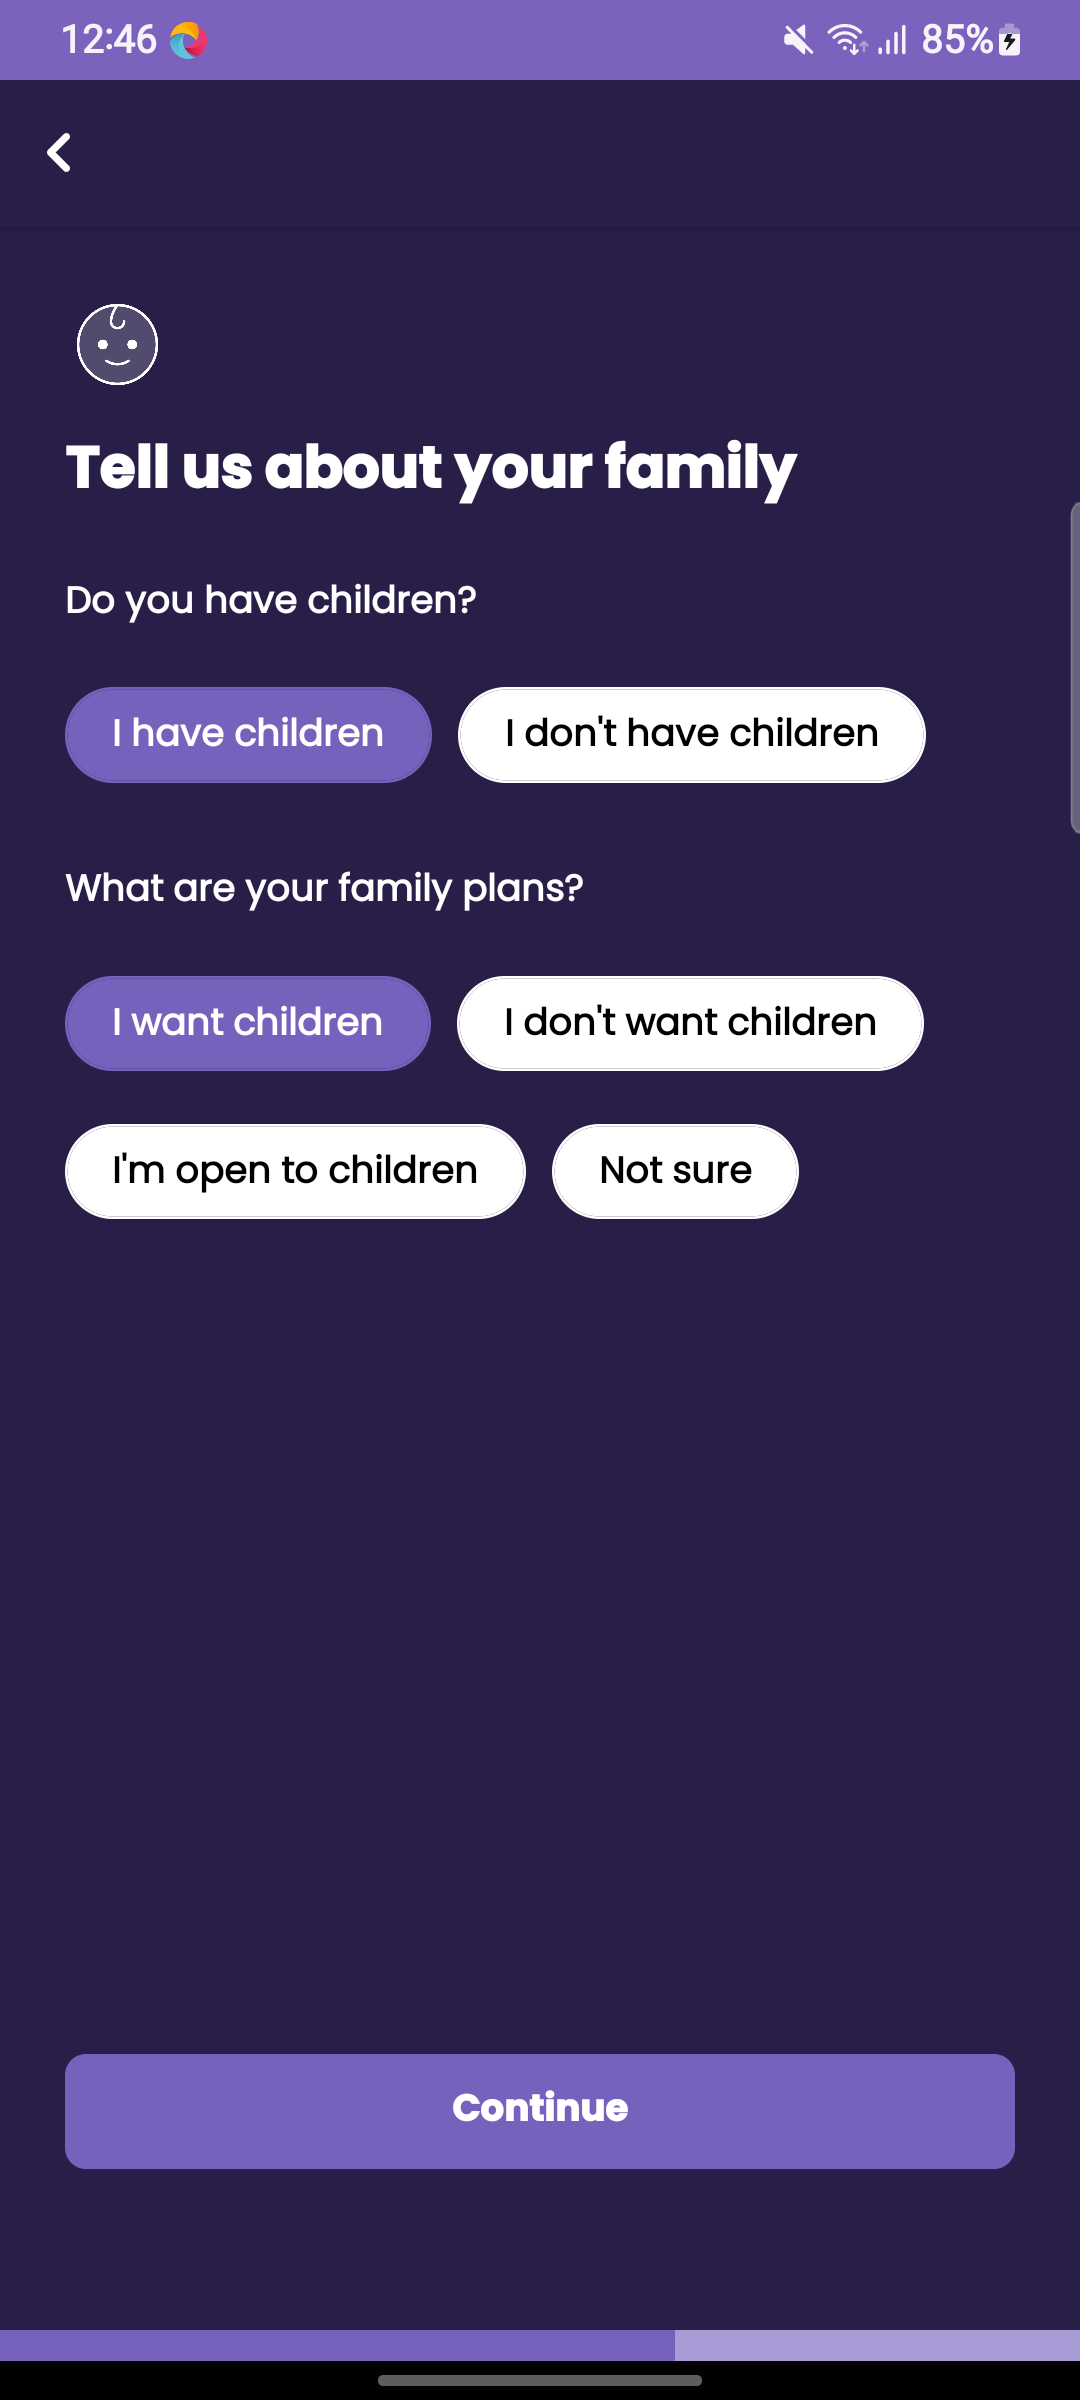 12:46 85%
Tell us about your family
Do you have children?
I have children I don't have children
What are your family plans?
I want children I don't want children
I'm open to children Not sure
Continue